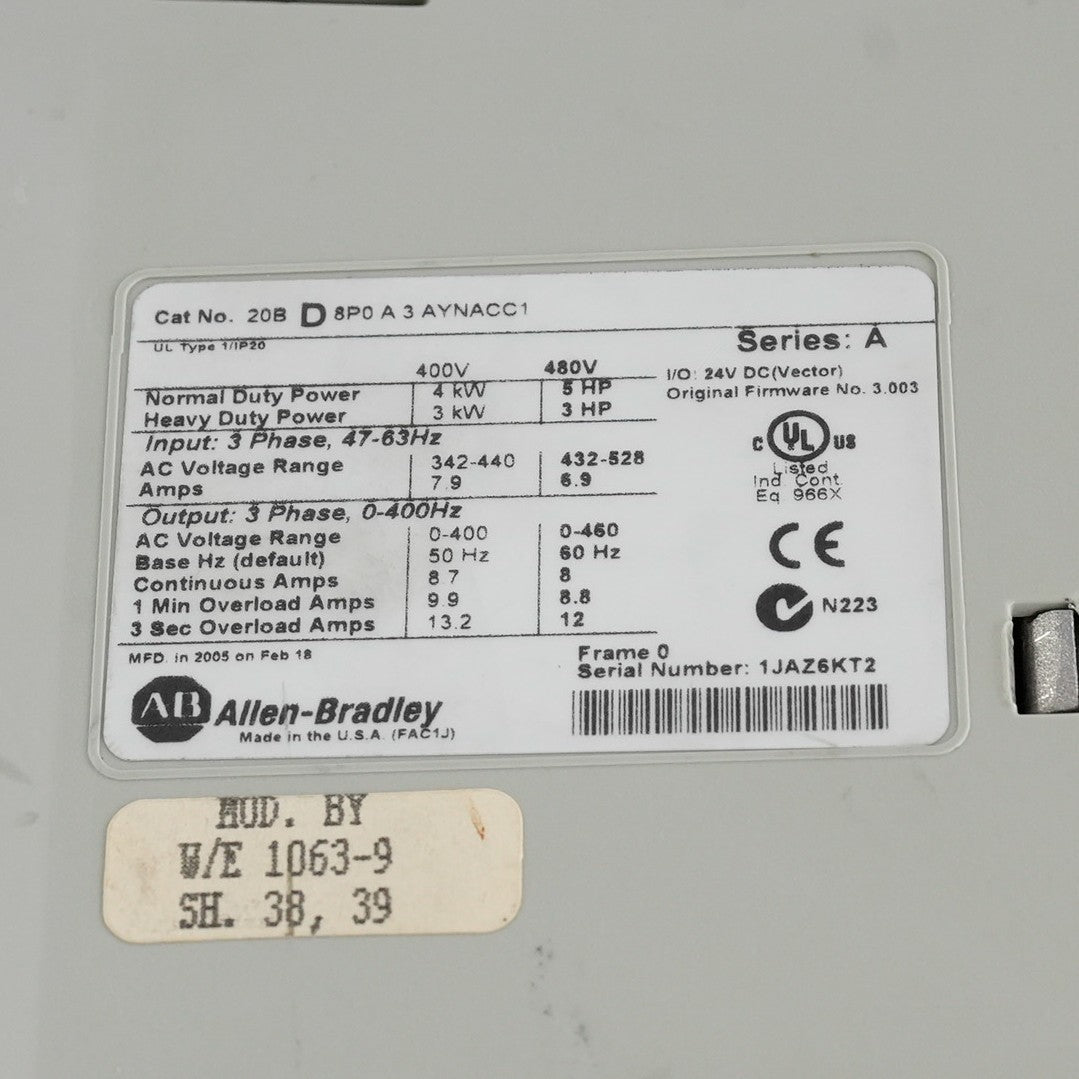 Cat No. 20B D 8P0 A 3 AYNACC1
UL Type 1/IP20
Series: A
400V 480V
I/O: 24V DC(Vector)
Original Firmware No. 3.003
Normal Duty Power 4 kW 5 HP
Heavy Duty Power 3 kW 3 HP
Input: 3 Phase, 47-63Hz
AC Voltage Range 342-440 432-528
Amps 7.9 6.9
Output: 3 Phase, 0-400Hz
AC Voltage Range 0-400 0-460
Base Hz (default) 50 Hz 60 Hz
Continuous Amps 8.7 8
1 Min Overload Amps 9.9 8.8
3 Sec Overload Amps 13.2 12
C UL US
Listed
Ind. Cont.
Eq. 966X
CE
N223
MFD. in 2005 on Feb 18
Frame 0
Serial Number: 1JAZ6KT2
AB Allen-Bradley
Made in the U.S.A. (FAC1J)
MOD. BY
W/E 1063-9
SH. 38, 39